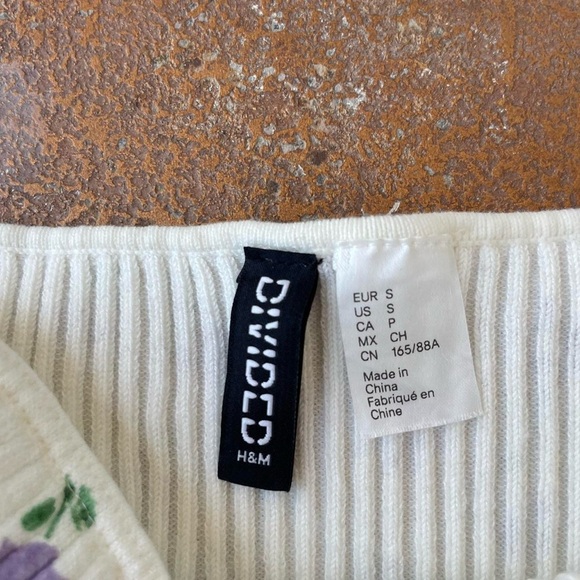 DIVIDED
H&M
EUR S
US S
CA P
MX CH
CN 165/88A
Made in
China
Fabriqué en
Chine